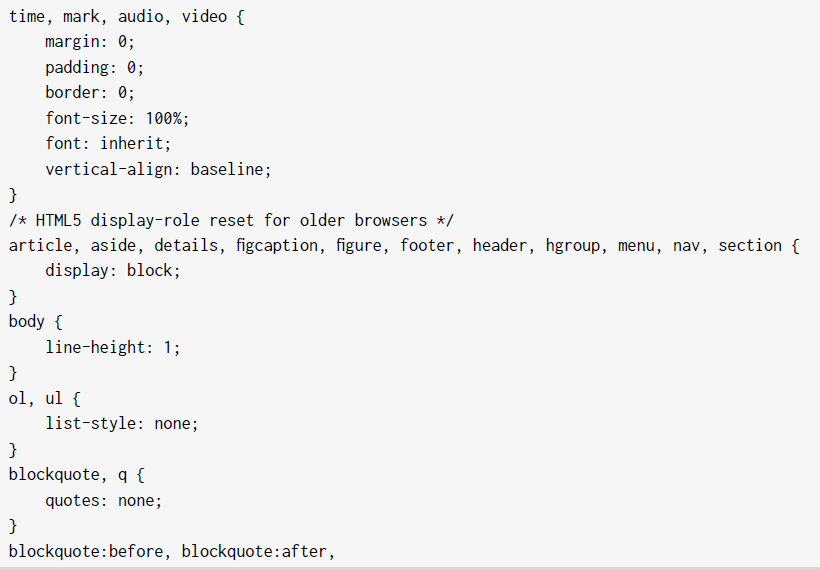 time, mark, audio, video {
    margin: 0;
    padding: 0;
    border: 0;
    font-size: 100%;
    font: inherit;
    vertical-align: baseline;
}
/* HTML5 display-role reset for older browsers */
article, aside, details, figcaption, figure, footer, header, hgroup, menu, nav, section {
    display: block;
}
body {
    line-height: 1;
}
ol, ul {
    list-style: none;
}
blockquote, q {
    quotes: none;
}
blockquote:before, blockquote:after,